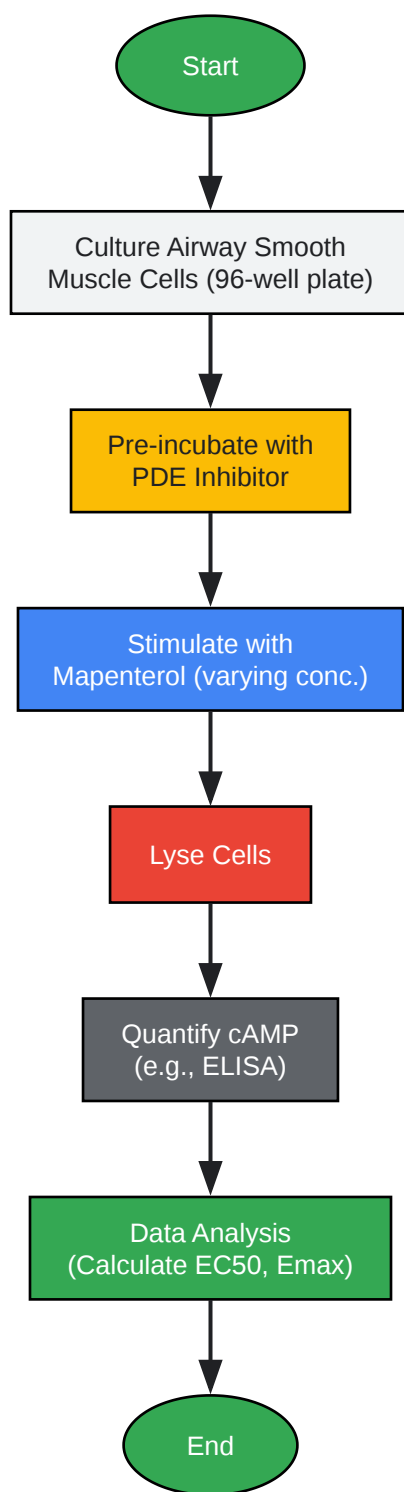 Start
Culture Airway Smooth
Muscle Cells (96-well plate)
Pre-incubate with
PDE Inhibitor
Stimulate with
Mapenterol (varying conc.)
Lyse Cells
Quantify cAMP
(e.g., ELISA)
Data Analysis
(Calculate EC50, Emax)
End